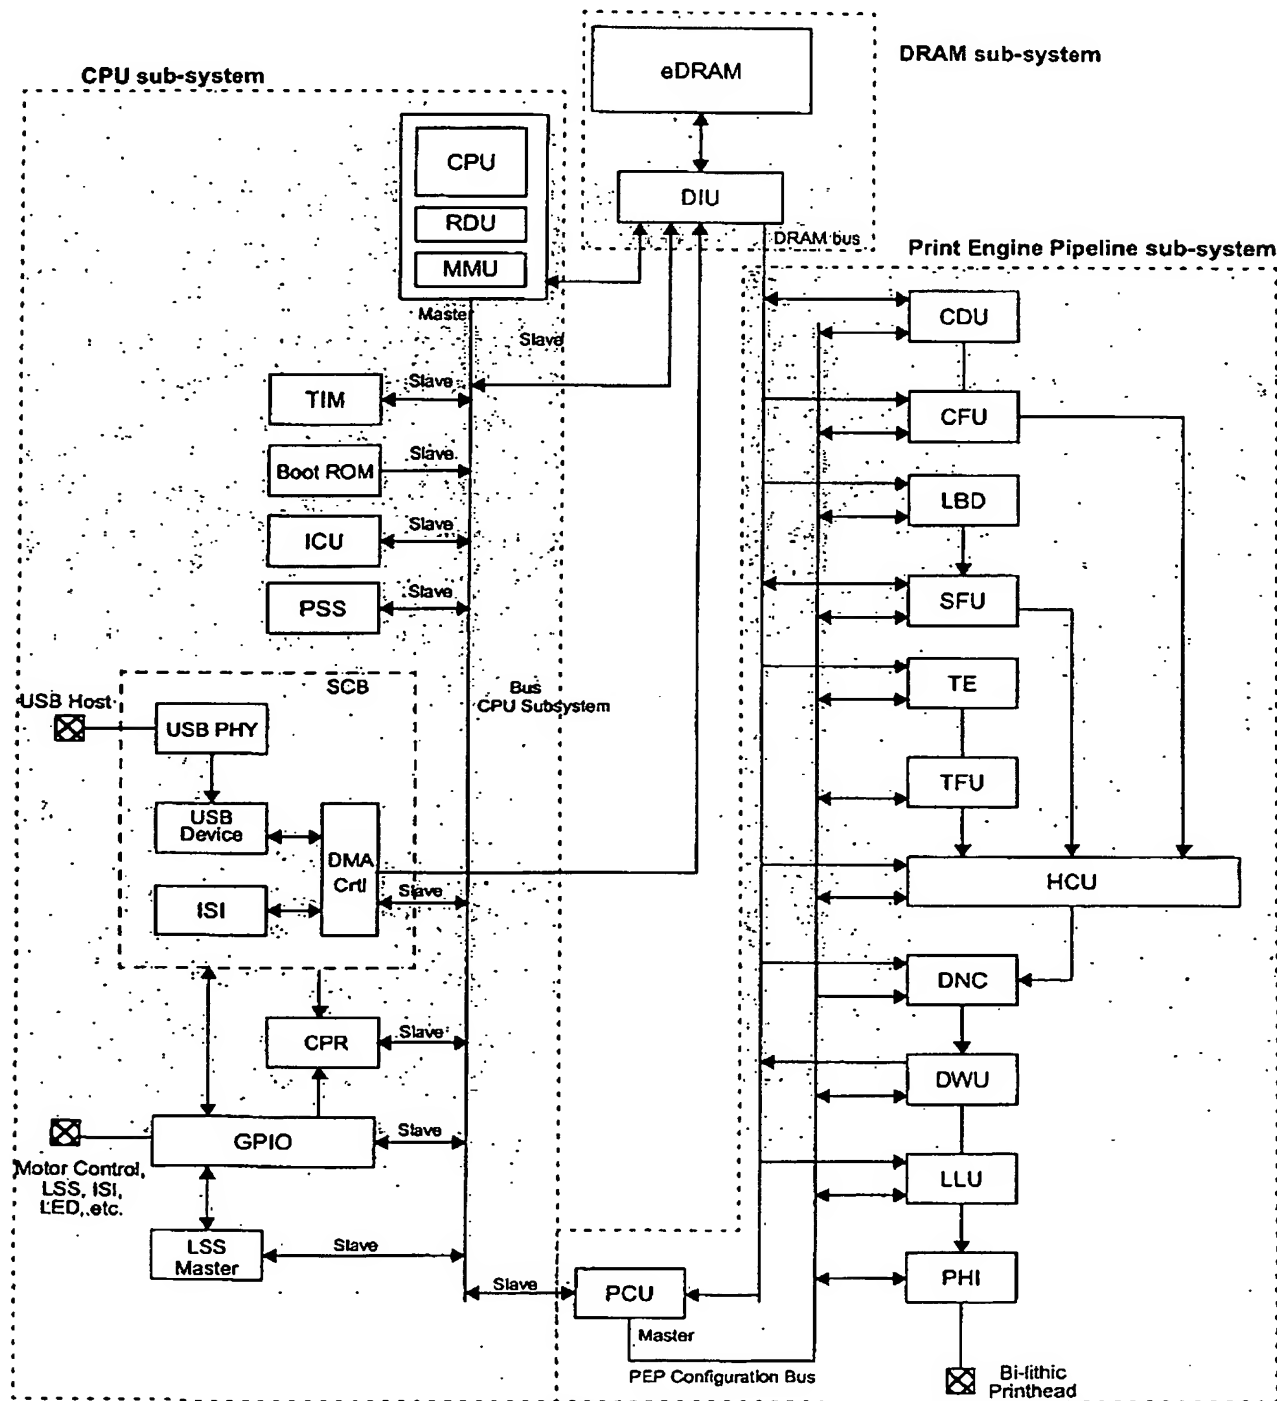 DRAM sub-system
CPU sub-system
eDRAM
CPU
RDU
MMU
DIU
DRAM bus
Print Engine Pipeline sub-system
Master
Slave
CDU
TIM
Slave
CFU
Boot ROM
Slave
LBD
ICU
Slave
PSS
Slave
SFU
SCB
TE
USB Host
USB PHY
Bus
CPU Subsystem
TFU
USB
Device
DMA
Crtl
Slave
HCU
ISI
DNC
CPR
Slave
DWU
GPIO
Slave
Motor Control,
LSS, ISI,
LED, etc.
LLU
LSS
Master
Slave
PHI
Slave
PCU
Master
PEP Configuration Bus
Bi-lithic
Printhead